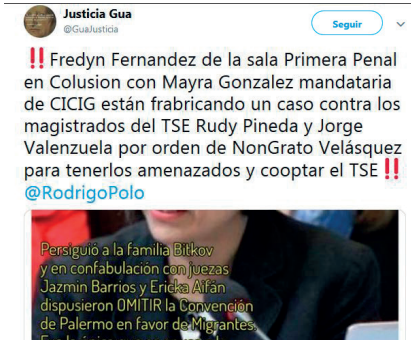 Justicia Gua
@GuaJusticia
Seguir
‼Fredyn Fernandez de la sala Primera Penal
en Colusion con Mayra Gonzalez mandataria
de CICIG están frabricando un caso contra los
magistrados del TSE Rudy Pineda y Jorge
Valenzuela por orden de NonGrato Velásquez
para tenerlos amenazados y cooptar el TSE‼
@RodrigoPolo
Persiguió a la familia Bitkov
y en confabulación con juezas
Jazmin Barrios y Ericka Aifán
dispusieron OMITIR la Convención
de Palermo en favor de Migrantes.